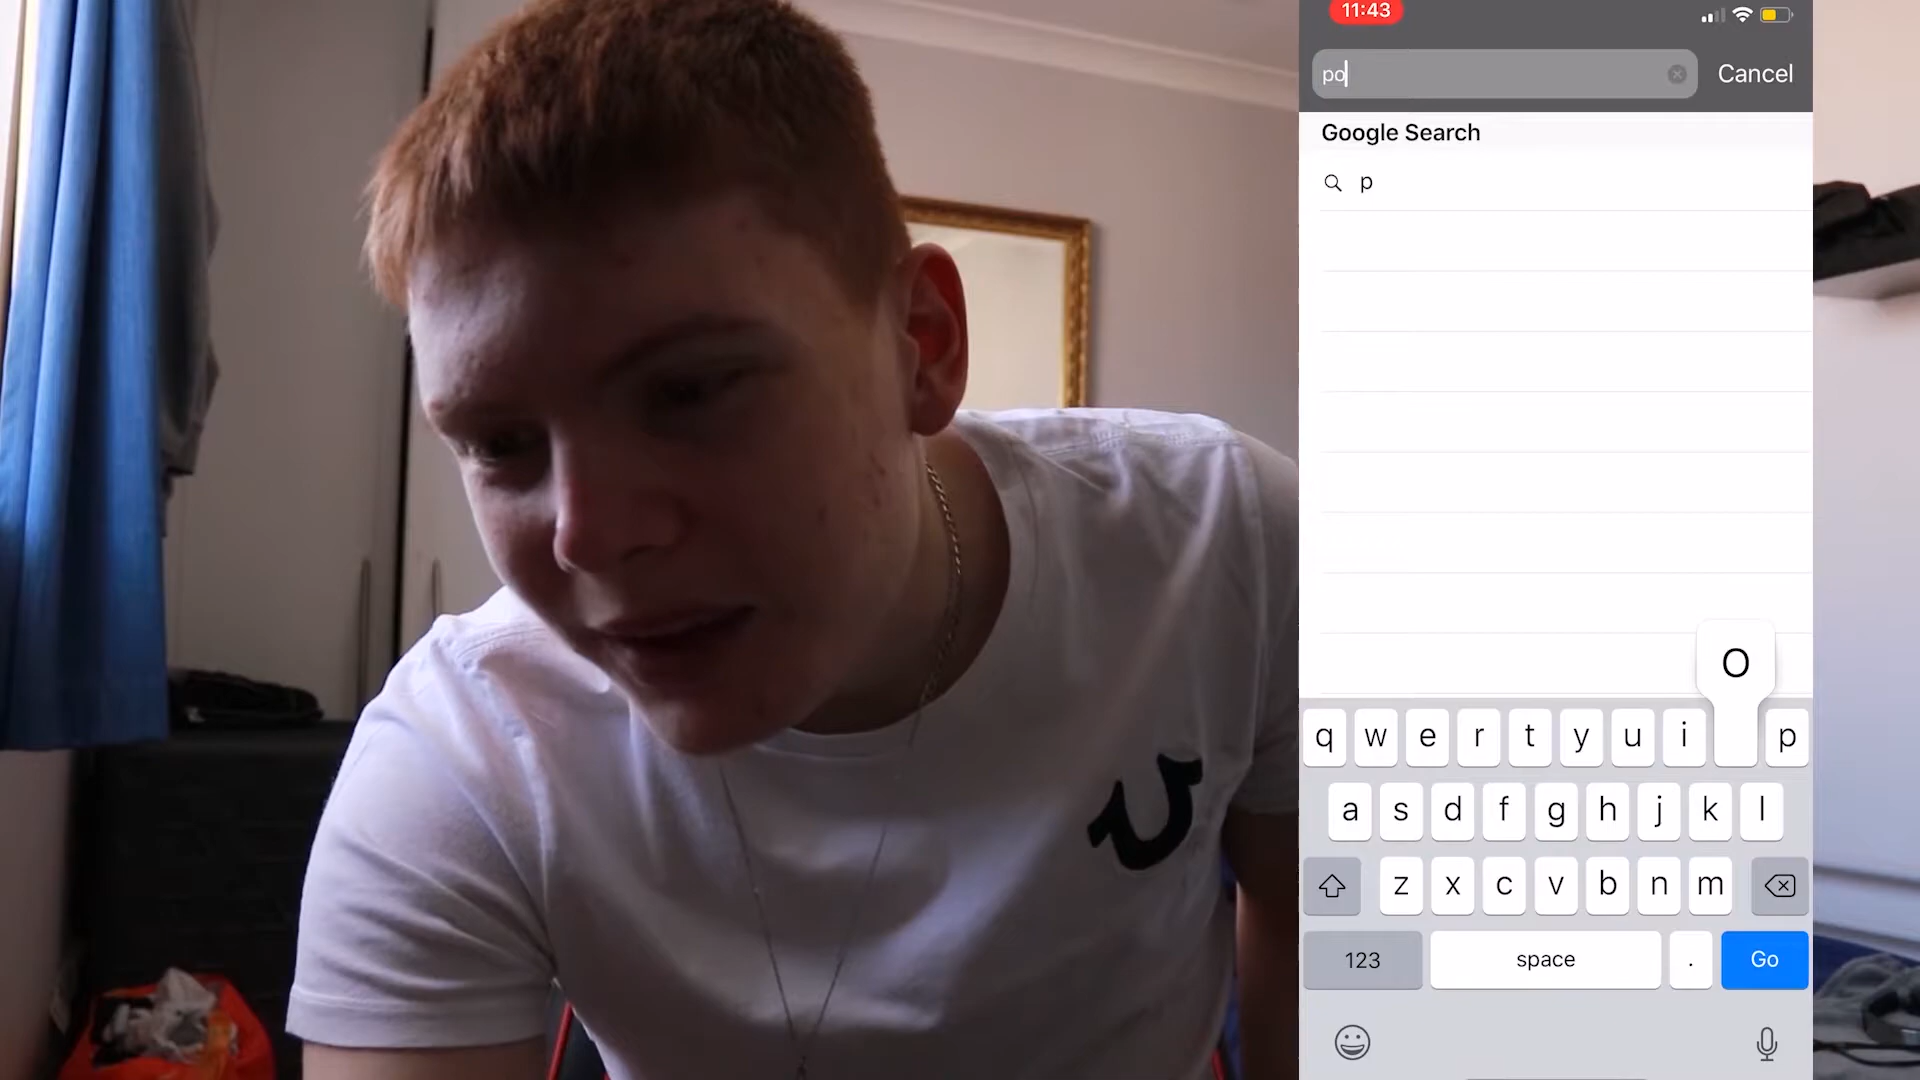 11:43
po
Cancel
Google Search
p
O
q w e r t y u i p
a s d f g h j k l
z x c v b n m
123 space . Go